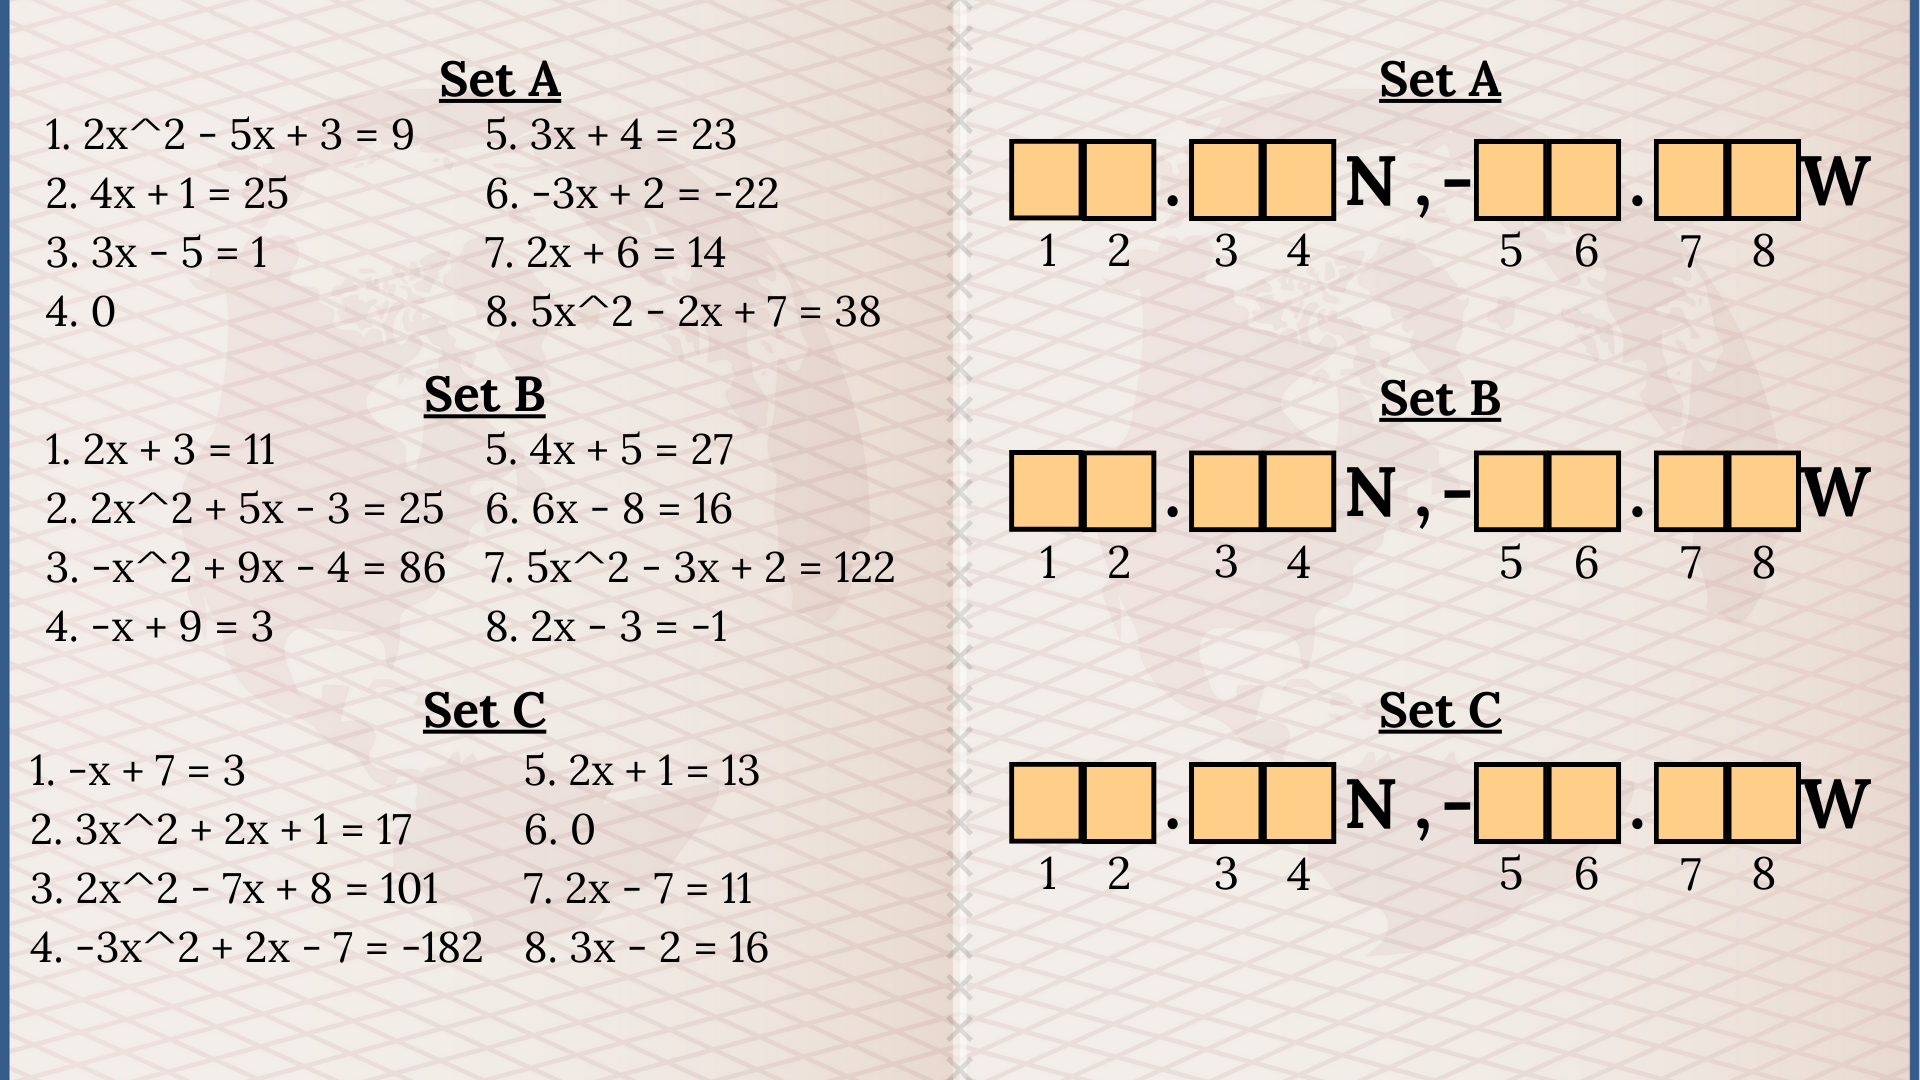 Set A
1. 2x^2 - 5x + 3 = 9
2. 4x + 1 = 25
3. 3x - 5 = 1
4. 0
5. 3x + 4 = 23
6. -3x + 2 = -22
7. 2x + 6 = 14
8. 5x^2 - 2x + 7 = 38
Set B
1. 2x + 3 = 11
2. 2x^2 + 5x - 3 = 25
3. -x^2 + 9x - 4 = 86
4. -x + 9 = 3
5. 4x + 5 = 27
6. 6x - 8 = 16
7. 5x^2 - 3x + 2 = 122
8. 2x - 3 = -1
Set C
1. -x + 7 = 3
2. 3x^2 + 2x + 1 = 17
3. 2x^2 - 7x + 8 = 101
4. -3x^2 + 2x - 7 = -182
5. 2x + 1 = 13
6. 0
7. 2x - 7 = 11
8. 3x - 2 = 16
Set A
. N , - . W
1 2 3 4 5 6 7 8
Set B
. N , - . W
1 2 3 4 5 6 7 8
Set C
. N , - . W
1 2 3 4 5 6 7 8